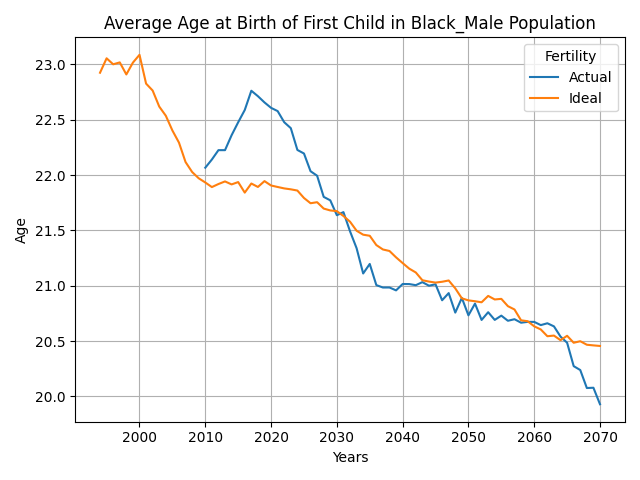 Average Age at Birth of First Child in Black_Male Population
Fertility
Actual
Ideal
Age
23.0
22.5
22.0
21.5
21.0
20.5
20.0
2000 2010 2020 2030 2040 2050 2060 2070
Years